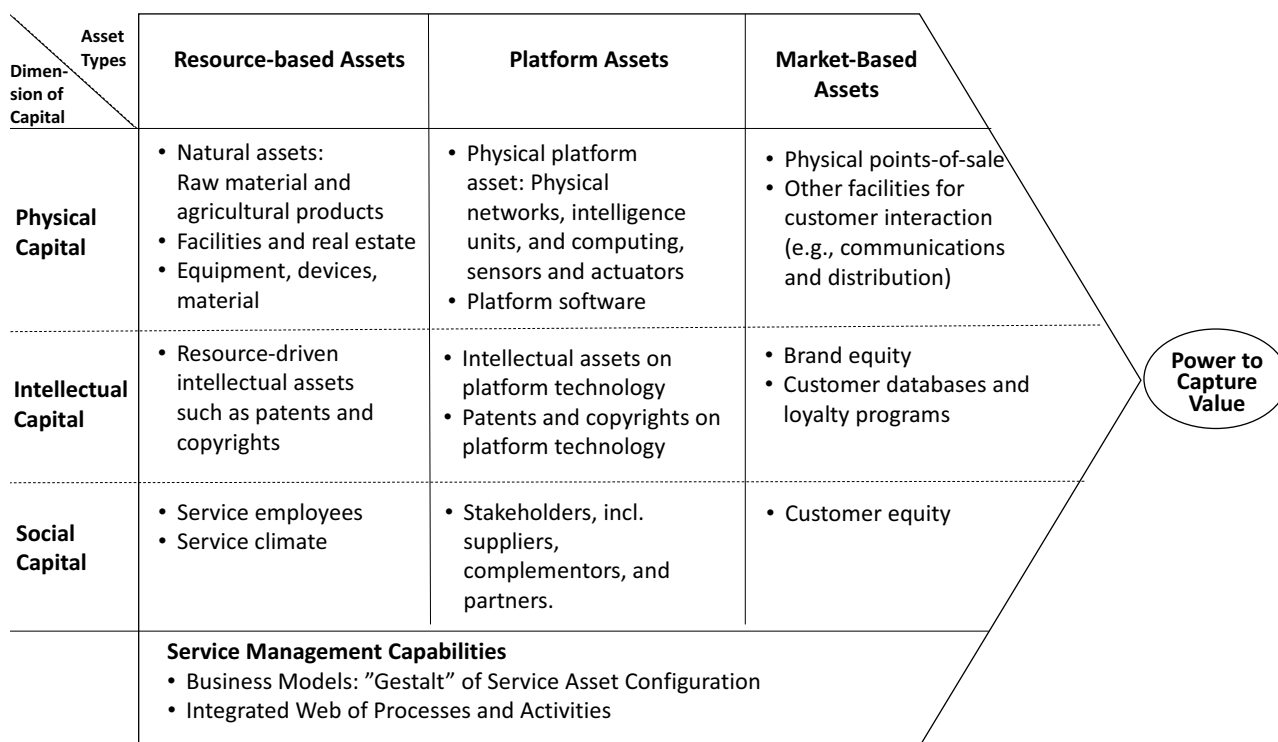 Asset
Types
Dimen-
sion of
Capital
Resource-based Assets
Platform Assets
Market-Based
Assets
Physical
Capital
• Natural assets:
Raw material and
agricultural products
• Facilities and real estate
• Equipment, devices,
material
• Physical platform
asset: Physical
networks, intelligence
units, and computing,
sensors and actuators
• Platform software
• Physical points-of-sale
• Other facilities for
customer interaction
(e.g., communications
and distribution)
Intellectual
Capital
• Resource-driven
intellectual assets
such as patents and
copyrights
• Intellectual assets on
platform technology
• Patents and copyrights on
platform technology
• Brand equity
• Customer databases and
loyalty programs
Social
Capital
• Service employees
• Service climate
• Stakeholders, incl.
suppliers,
complementors, and
partners.
• Customer equity
Service Management Capabilities
• Business Models: ”Gestalt” of Service Asset Configuration
• Integrated Web of Processes and Activities
Power to
Capture
Value